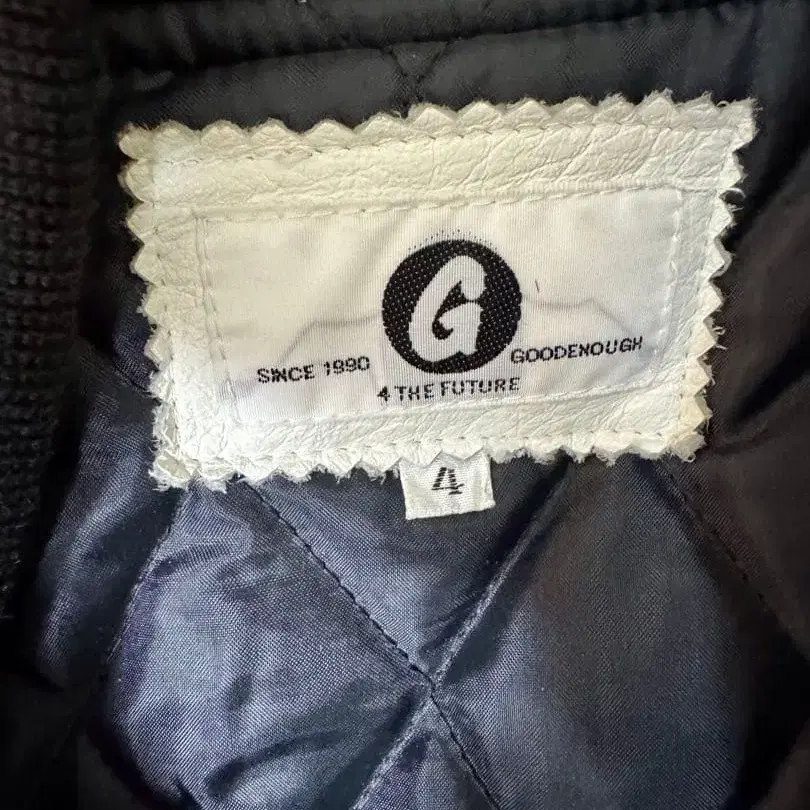 G
SINCE 1990
GOODENOUGH
4 THE FUTURE
4